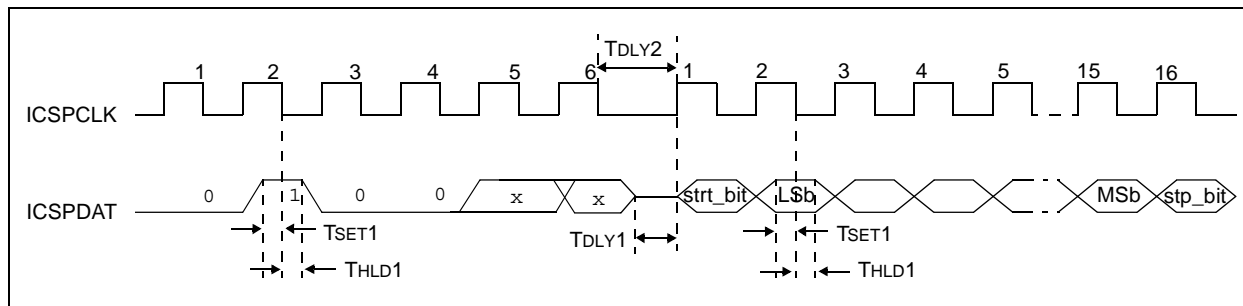 TDLY2
1 2 3 4 5 6 1 2 3 4 5 15 16
ICSPCLK
0 1 0 0 x x strt_bit LSb MSb stp_bit
ICSPDAT
TSET1 TDLY1 TSET1
THLD1 THLD1